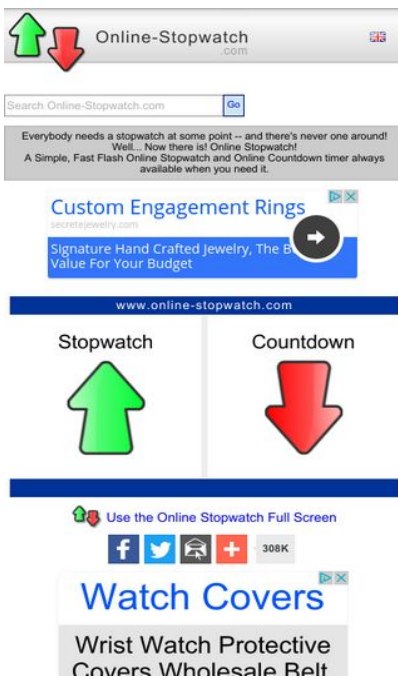 Online-Stopwatch
.com
Search Online-Stopwatch.com
Go
Everybody needs a stopwatch at some point -- and there's never one around!
Well... Now there is! Online Stopwatch!
A Simple, Fast Flash Online Stopwatch and Online Countdown timer always
available when you need it.
Custom Engagement Rings
secretejewelry.com
Signature Hand Crafted Jewelry, The B
Value For Your Budget
www.online-stopwatch.com
Stopwatch
Countdown
Use the Online Stopwatch Full Screen
308K
Watch Covers
Wrist Watch Protective
Covers Wholesale Belt